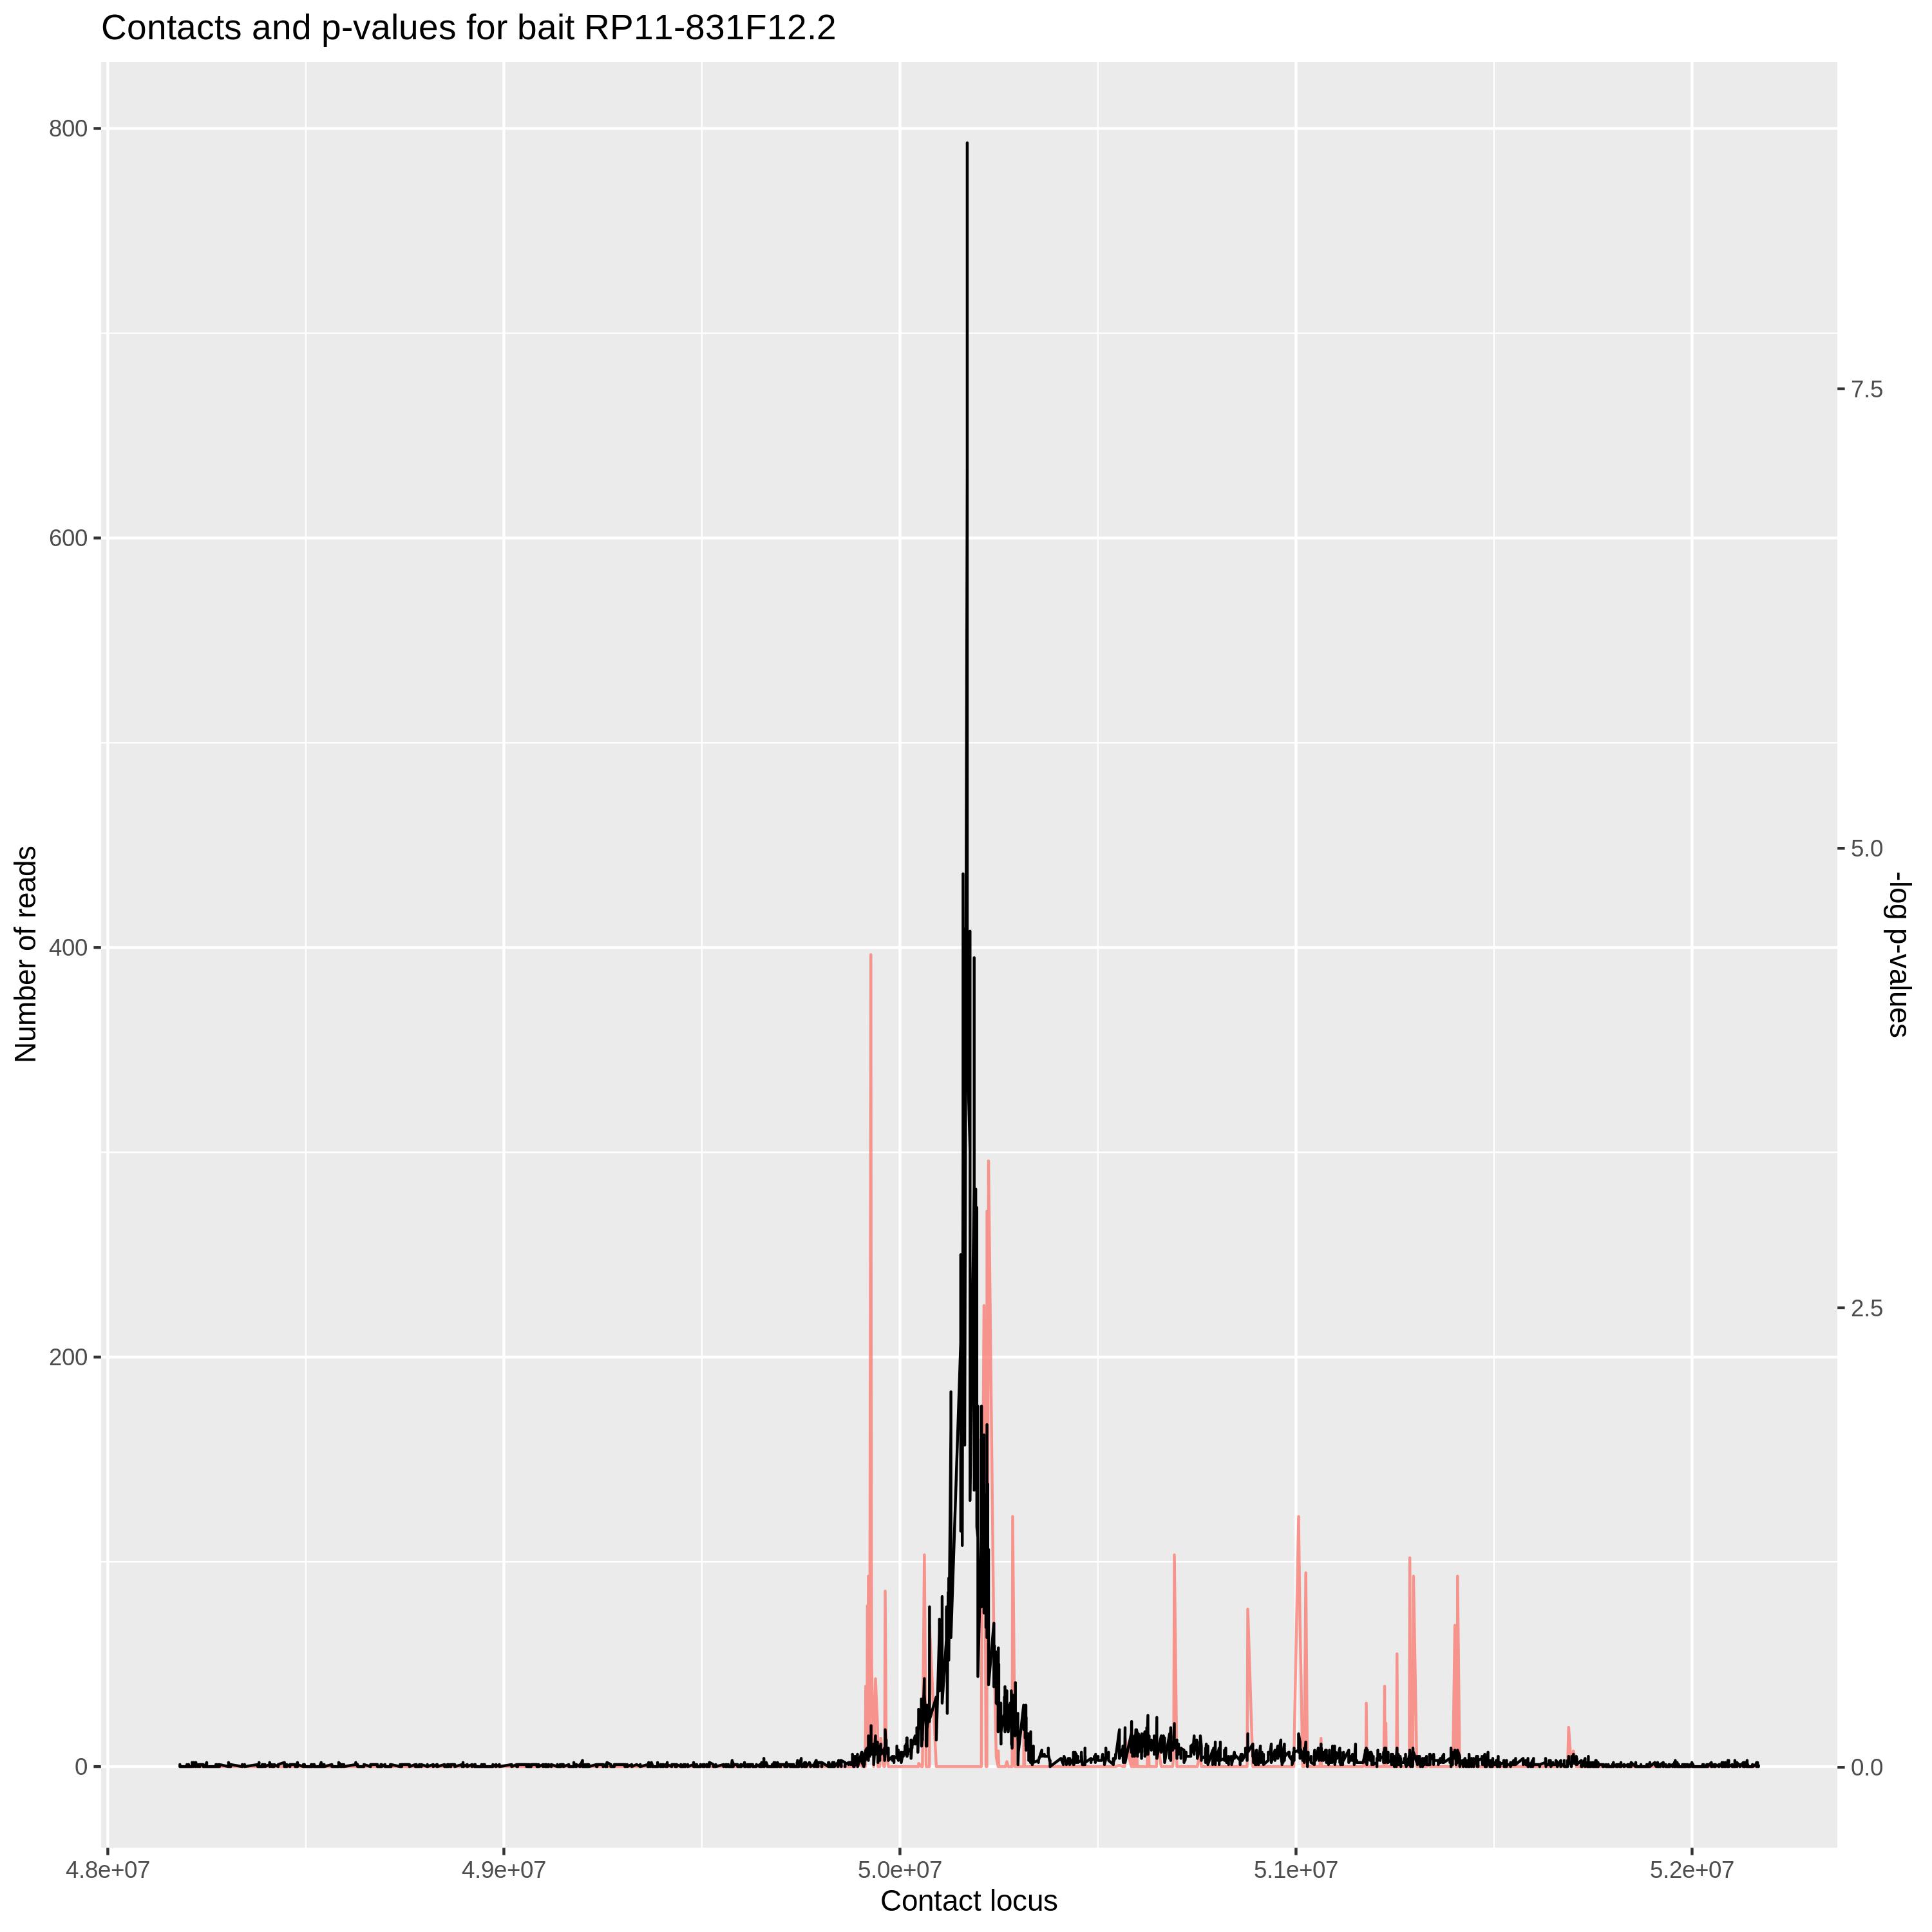 Contacts and p-values for bait RP11-831F12.2
800
600
400
200
0
Number of reads
7.5
5.0
2.5
0.0
-log p-values
4.8e+07
4.9e+07
5.0e+07
5.1e+07
5.2e+07
Contact locus